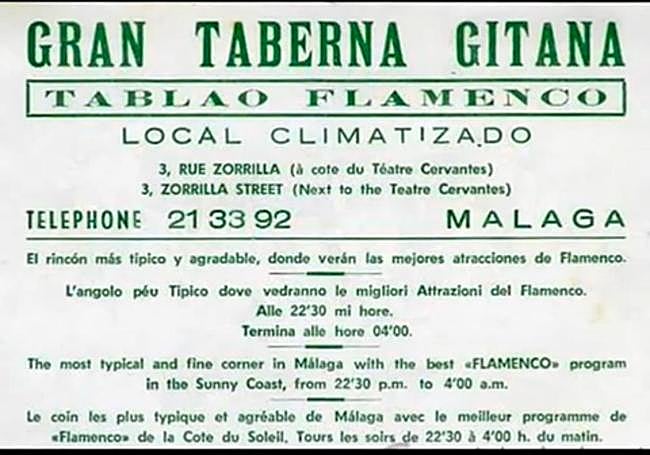 GRAN TABERNA GITANA
TABLAO FLAMENCO
LOCAL CLIMATIZADO
3, RUE ZORRILLA (à cote du Téatre Cervantes)
3, ZORRILLA STREET (Next to the Teatre Cervantes)
TELEPHONE 21 33 92 MALAGA
El rincón más típico y agradable, donde verán las mejores atracciones de Flamenco.
L'angolo péu Tipico dove vedranno le migliori Attrazioni del Flamenco.
Alle 22'30 mi hore.
Termina alle hore 04'00.
The most typical and fine corner in Málaga with the best «FLAMENCO» program
in the Sunny Coast, from 22'30 p.m. to 4'00 a.m.
Le coin les plus typique et agréable de Málaga avec le meilleur programme de
«Flamenco» de la Cote du Soleil. Tours les soirs de 22'30 à 4'00 h. du matin.